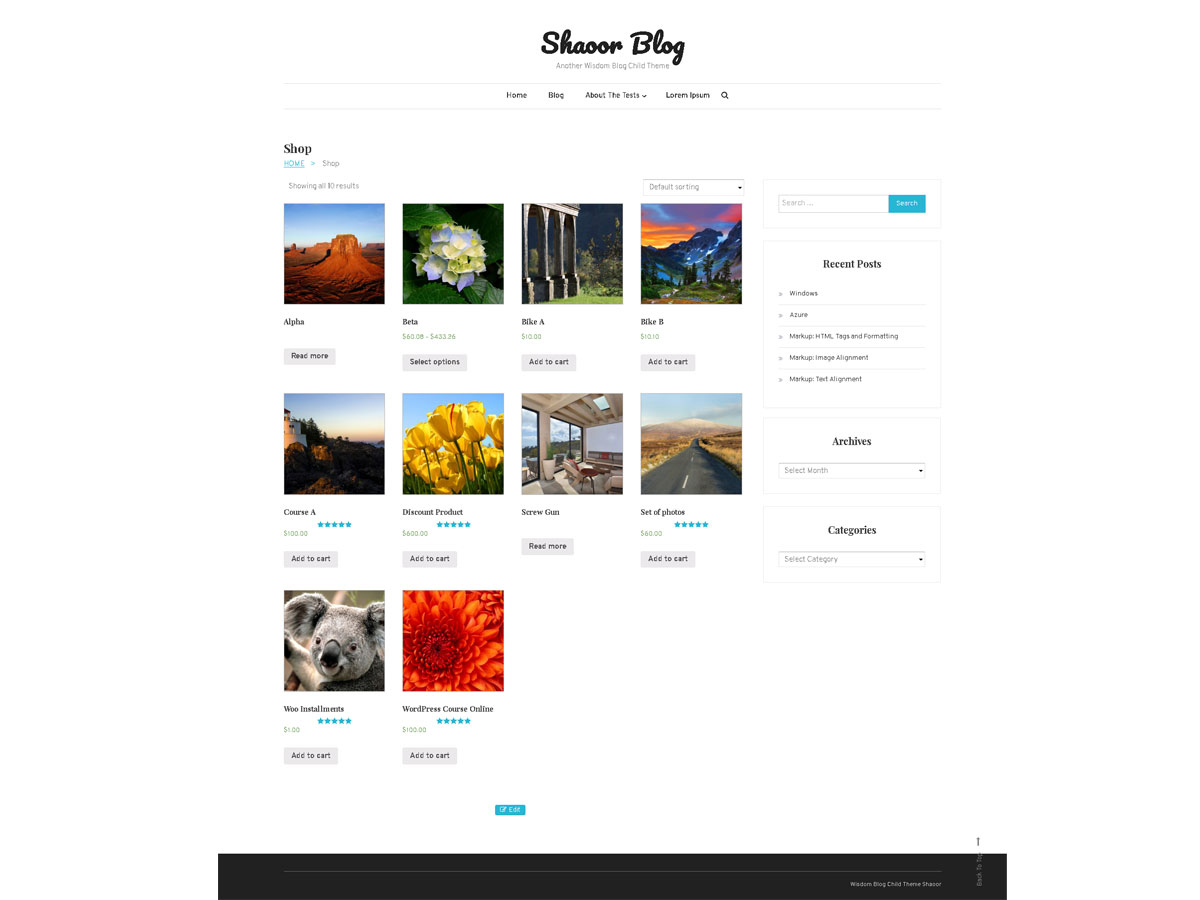 Shaoor Blog
Another Wisdom Blog Child Theme
Home Blog About The Tests Lorem Ipsum
Shop
HOME » Shop
Showing all 10 results
Default sorting
Search ...
Search
Alpha
Read more
Beta
$60.08 – $433.26
Select options
Bike A
$10.00
Add to cart
Bike B
$10.10
Add to cart
Course A
$100.00
Add to cart
Discount Product
$600.00
Add to cart
Screw Gun
Read more
Set of photos
$60.00
Add to cart
Woo Installments
$1.00
Add to cart
WordPress Course Online
$100.00
Add to cart
Recent Posts
» Windows
» Azure
» Markup: HTML Tags and Formatting
» Markup: Image Alignment
» Markup: Text Alignment
Archives
Select Month
Categories
Select Category
Edit
Back To Top
Wisdom Blog Child Theme Shaoor